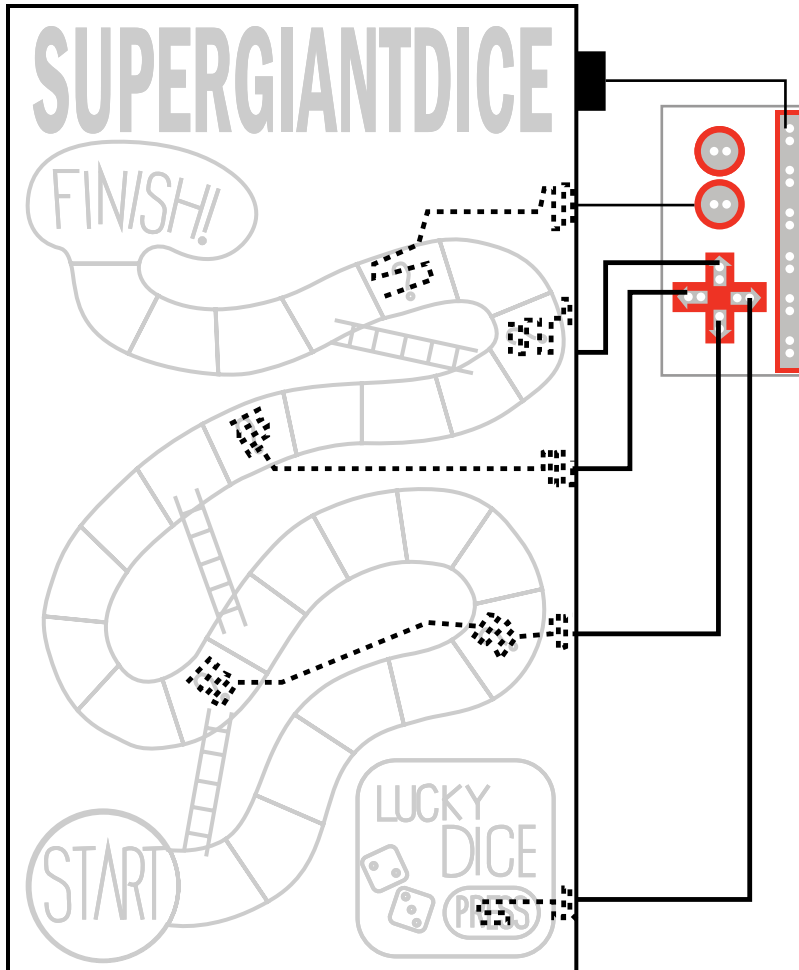 SUPERGIANTDICE
FINISH!
?
?
?
?
?
LUCKY
DICE
PRESS
START